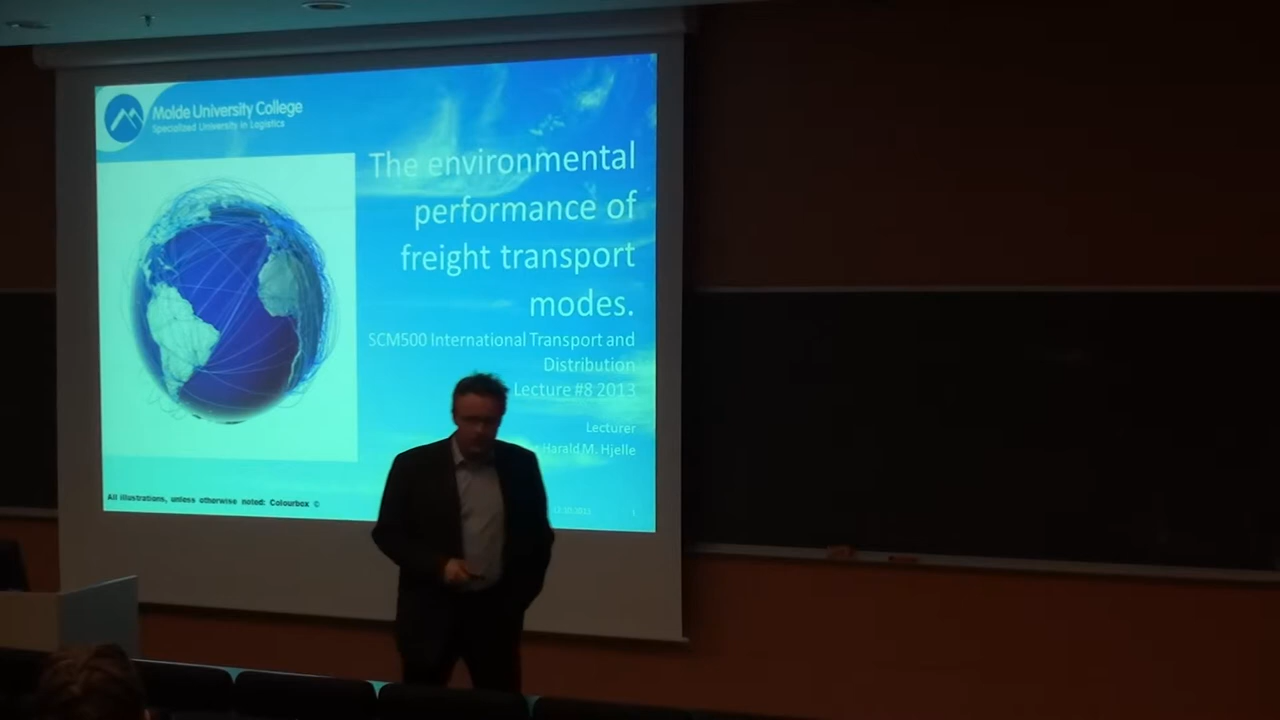 Molde University College
Specialized University in Logistics
The environmental
performance of
freight transport
modes.
SCM500 International Transport and
Distribution
Lecture #8 2013
Lecturer
Harald M. Hjelle
All illustrations, unless otherwise noted: Colourbox ©
1